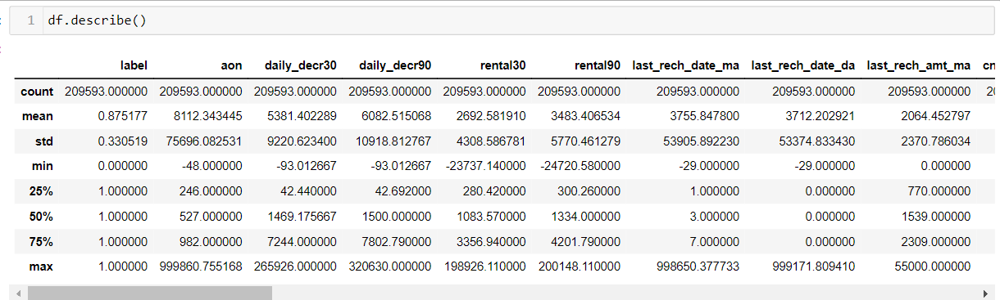 1 df.describe()
label aon daily_decr30 daily_decr90 rental30 rental90 last_rech_date_ma last_rech_date_da last_rech_amt_ma cn
count 209593.000000 209593.000000 209593.000000 209593.000000 209593.000000 209593.000000 209593.000000 209593.000000 209593.000000 20
mean 0.875177 8112.343445 5381.402289 6082.515068 2692.581910 3483.406534 3755.847800 3712.202921 2064.452797
std 0.330519 75696.082531 9220.623400 10918.812767 4308.586781 5770.461279 53905.892230 53374.833430 2370.786034
min 0.000000 -48.000000 -93.012667 -93.012667 -23737.140000 -24720.580000 -29.000000 -29.000000 0.000000
25% 1.000000 246.000000 42.440000 42.692000 280.420000 300.260000 1.000000 0.000000 770.000000
50% 1.000000 527.000000 1469.175667 1500.000000 1083.570000 1334.000000 3.000000 0.000000 1539.000000
75% 1.000000 982.000000 7244.000000 7802.790000 3356.940000 4201.790000 7.000000 0.000000 2309.000000
max 1.000000 999860.755168 265926.000000 320630.000000 198926.110000 200148.110000 998650.377733 999171.809410 55000.000000